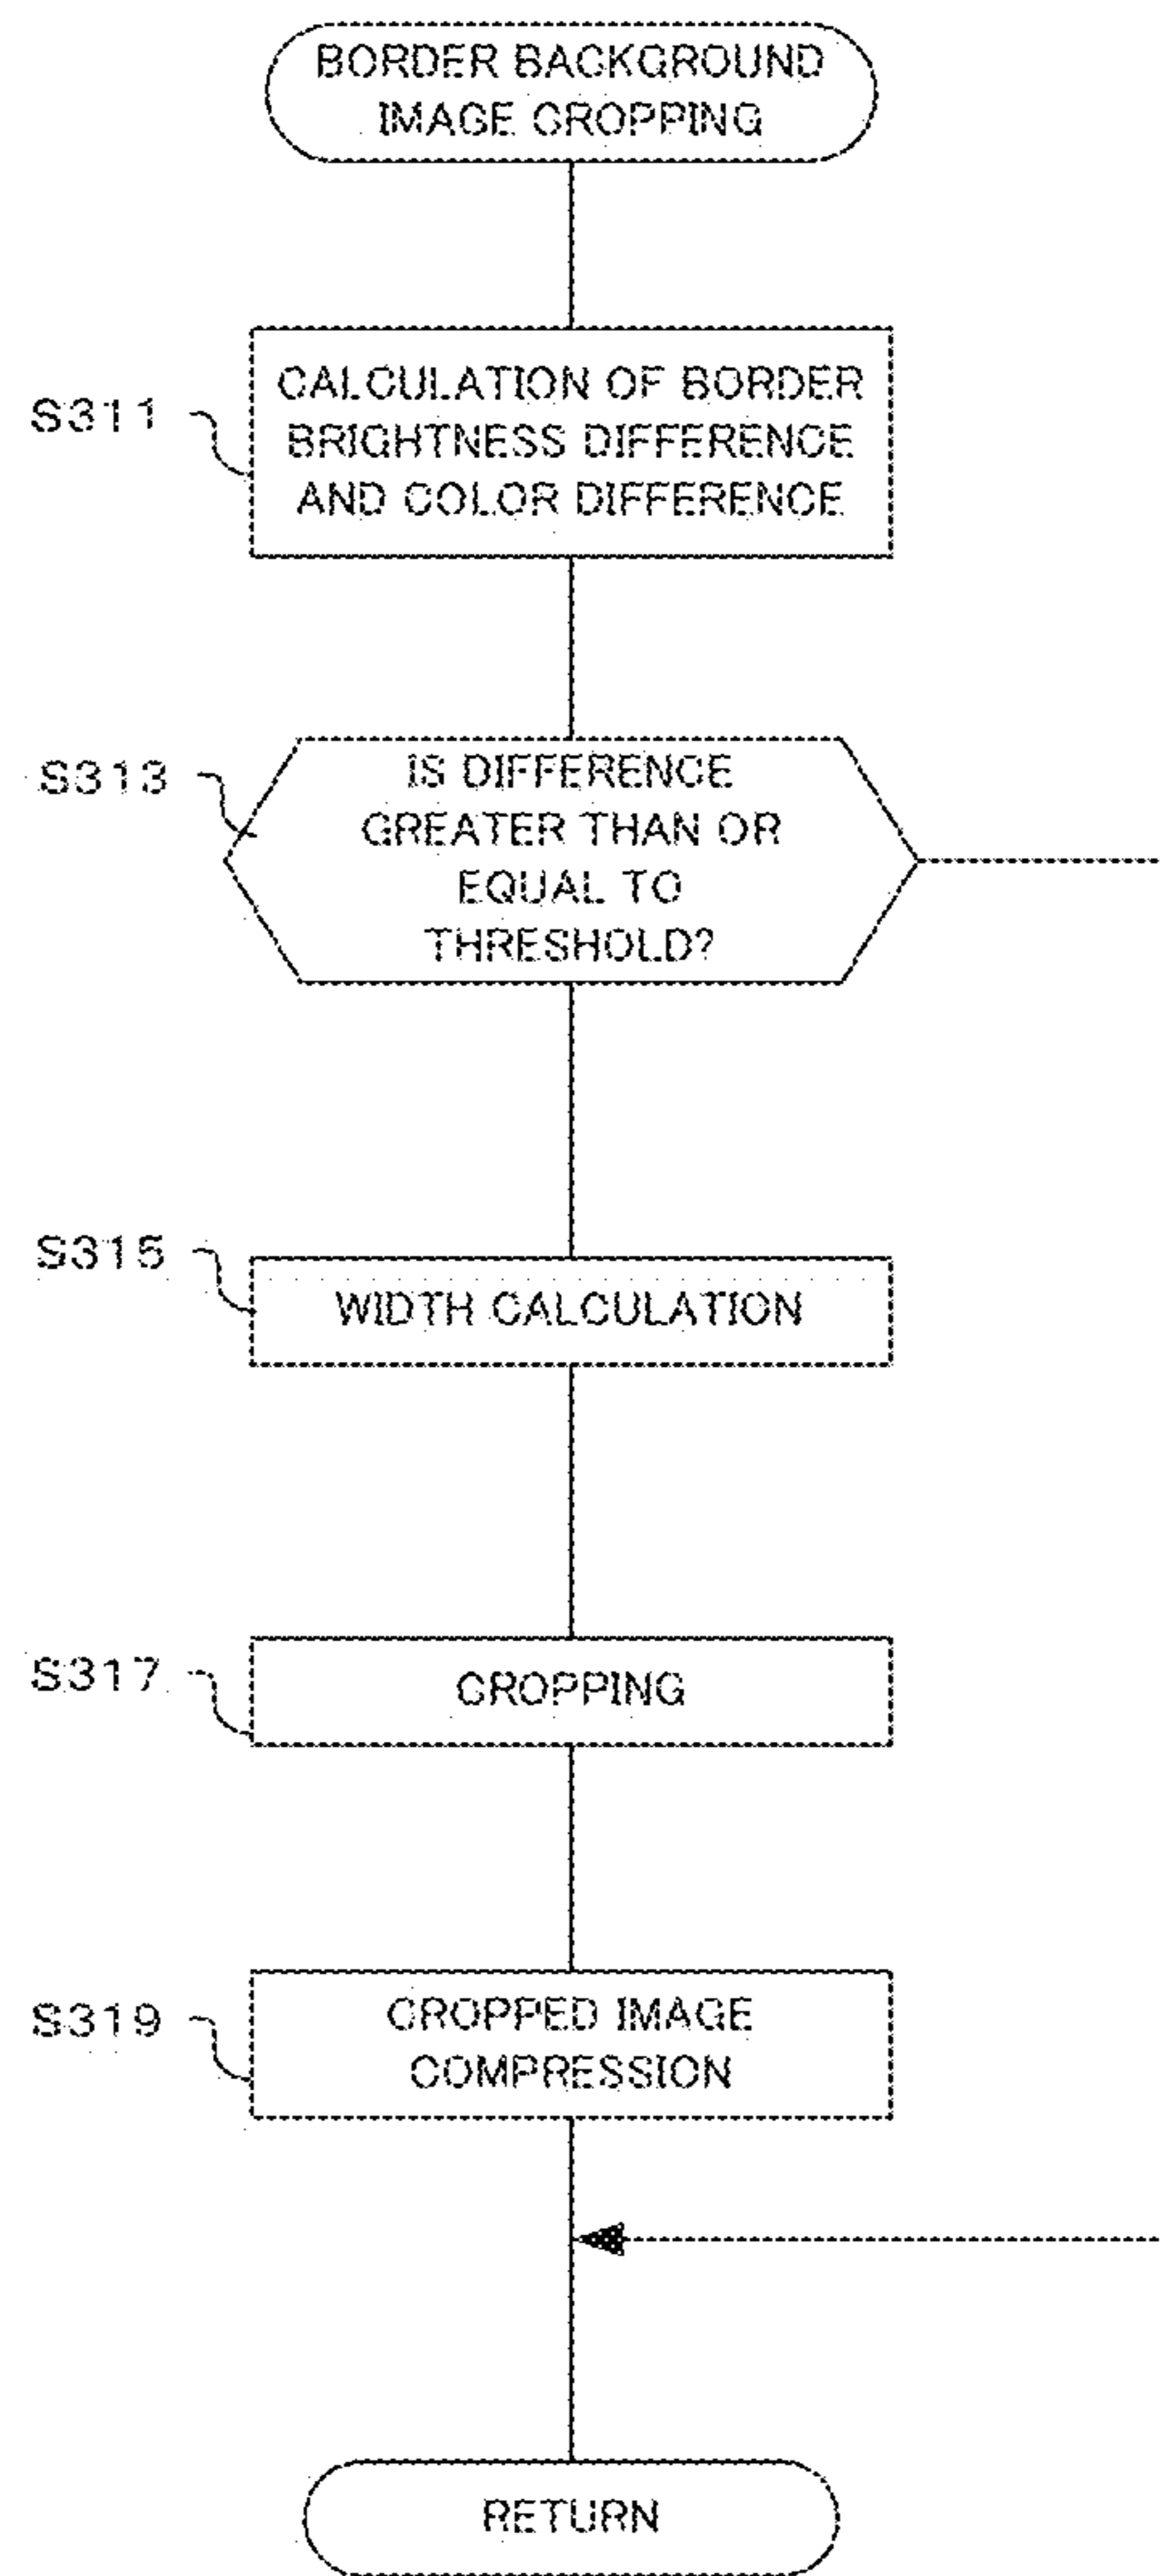 BORDER BACKGROUND
IMAGE CROPPING
S311
CALCULATION OF BORDER
BRIGHTNESS DIFFERENCE
AND COLOR DIFFERENCE
S313
IS DIFFERENCE
GREATER THAN OR
EQUAL TO
THRESHOLD?
S315
WIDTH CALCULATION
S317
CROPPING
S319
CROPPED IMAGE
COMPRESSION
RETURN